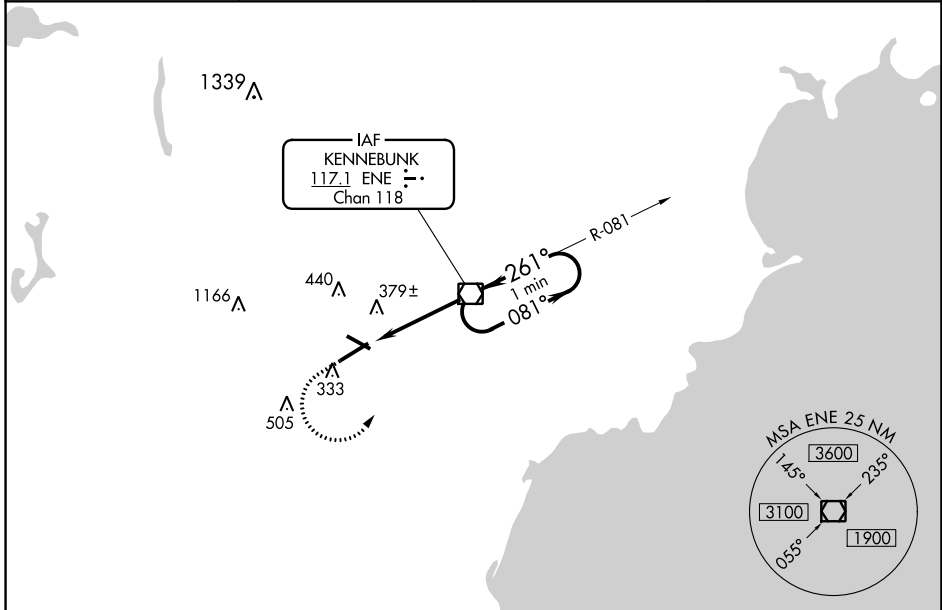 1339
IAF
KENNEBUNK
117.1 ENE
Chan 118
R-081
261°
1 min
081°
440
379±
1166
333
505
MSA ENE 25 NM
3600
145°
235°
3100
1900
055°